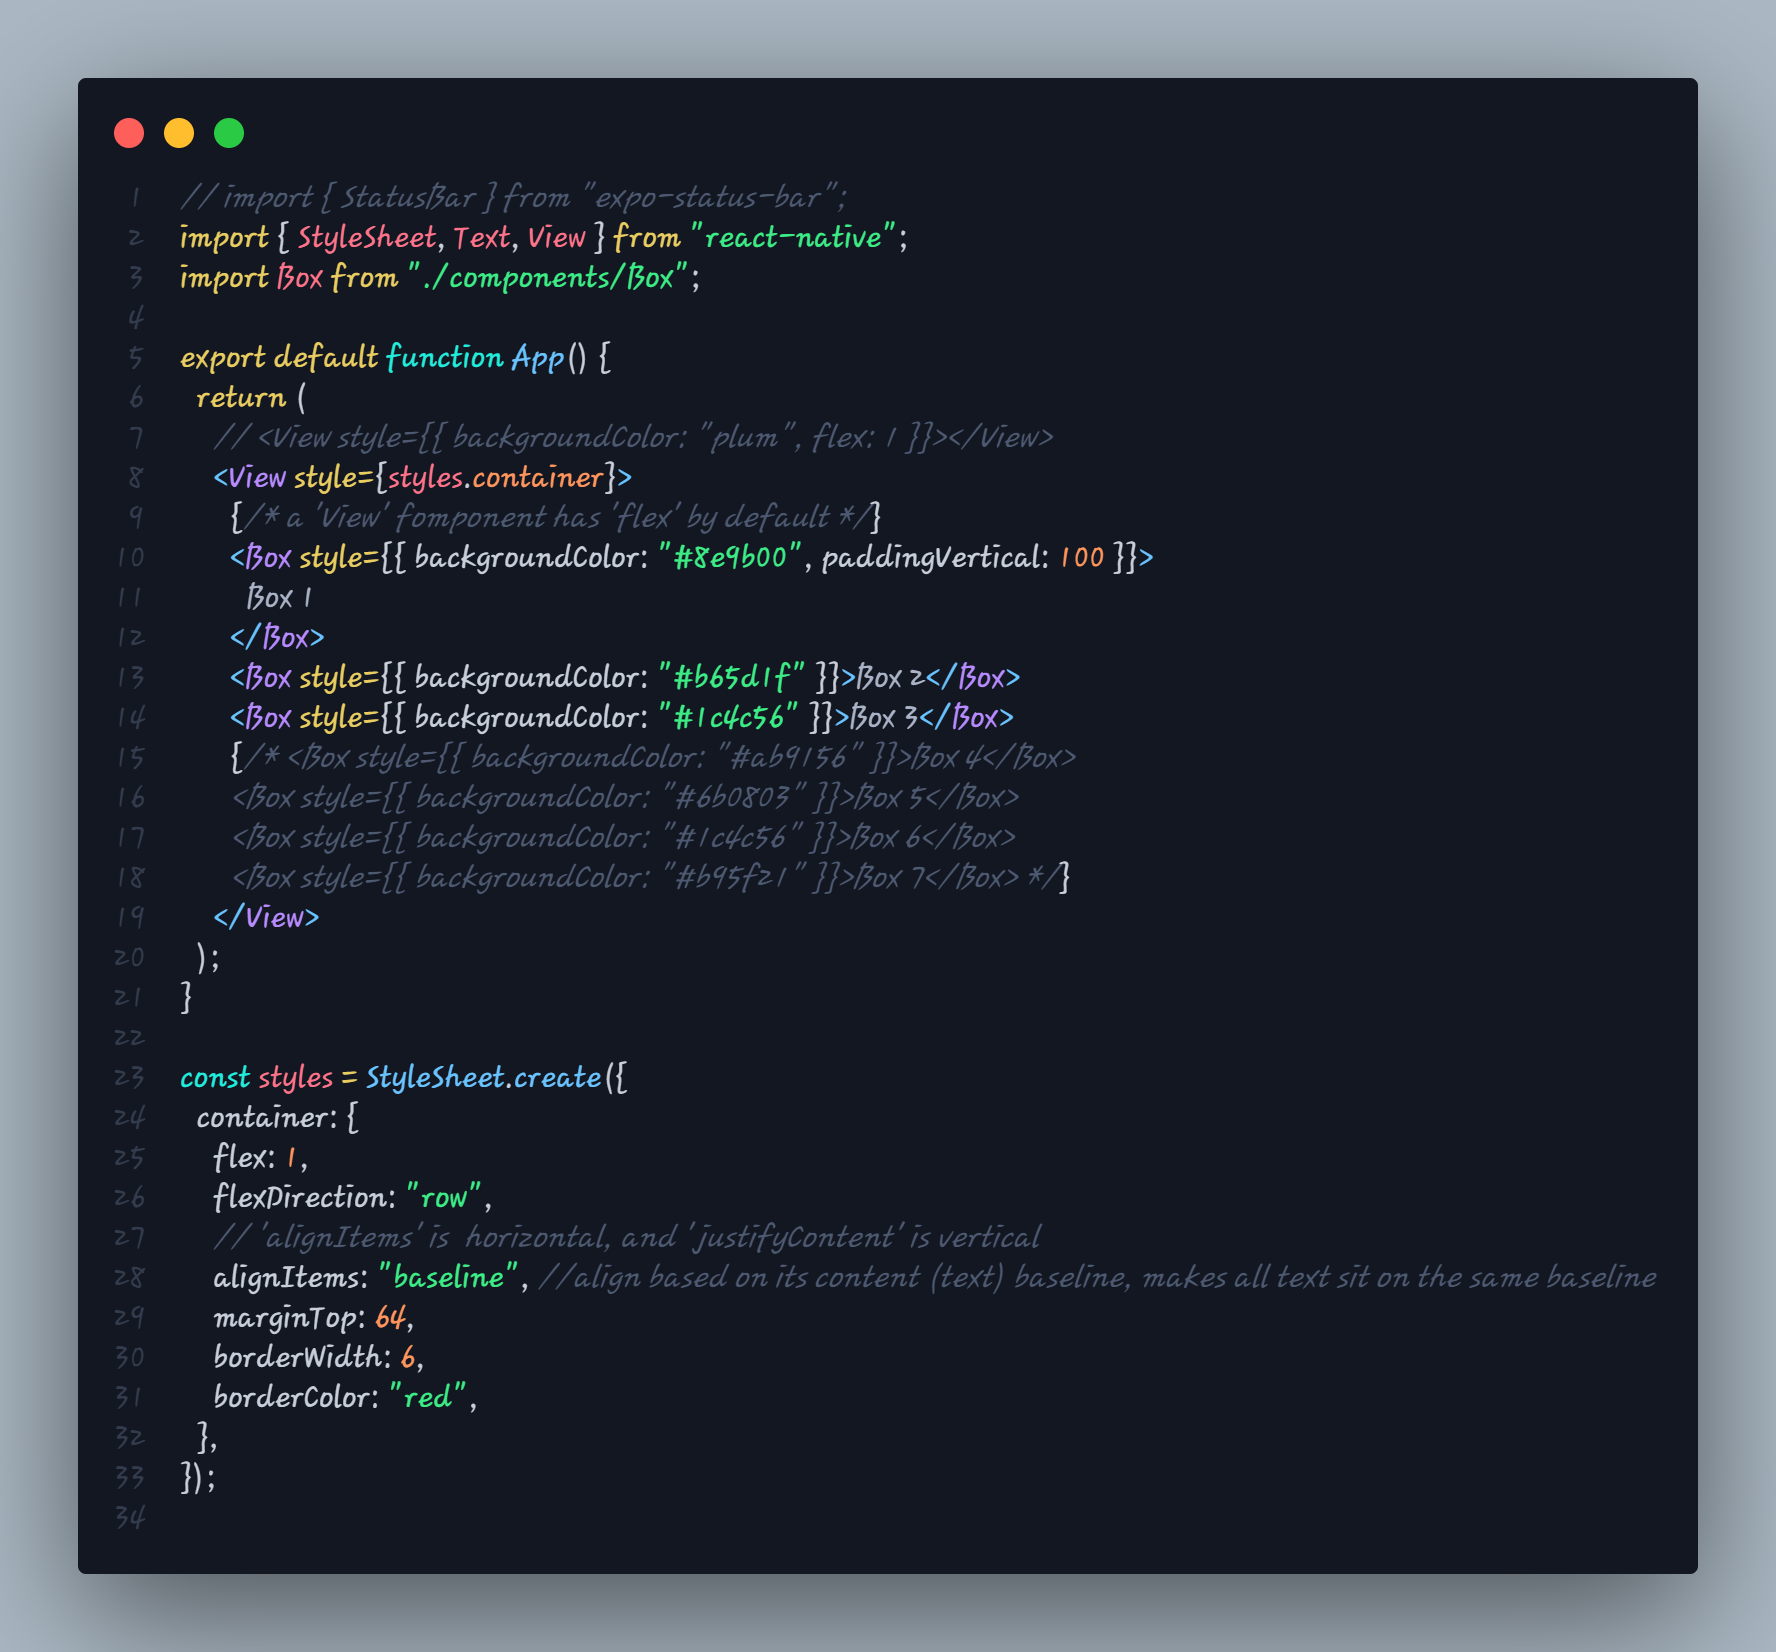 1 // import { StatusBar } from "expo-status-bar";
2 import { StyleSheet, Text, View } from "react-native";
3 import Box from "./components/Box";
4
5 export default function App() {
6 return (
7 // <View style={{ backgroundColor: "plum", flex: 1 }}></View>
8 <View style={styles.container}>
9 {/* a 'View' fomponent has 'flex' by default */}
10 <Box style={{ backgroundColor: "#8e9b00", paddingVertical: 100 }}>
11 Box 1
12 </Box>
13 <Box style={{ backgroundColor: "#b65d1f" }}>Box 2</Box>
14 <Box style={{ backgroundColor: "#1c4c56" }}>Box 3</Box>
15 {/* <Box style={{ backgroundColor: "#ab9156" }}>Box 4</Box>
16 <Box style={{ backgroundColor: "#6b0803" }}>Box 5</Box>
17 <Box style={{ backgroundColor: "#1c4c56" }}>Box 6</Box>
18 <Box style={{ backgroundColor: "#b95f21" }}>Box 7</Box> */}
19 </View>
20 );
21 }
22
23 const styles = StyleSheet.create({
24 container: {
25 flex: 1,
26 flexDirection: "row",
27 // 'alignItems' is  horizontal, and 'justifyContent' is vertical
28 alignItems: "baseline", //align based on its content (text) baseline, makes all text sit on the same baseline
29 marginTop: 64,
30 borderWidth: 6,
31 borderColor: "red",
32 },
33 });
34